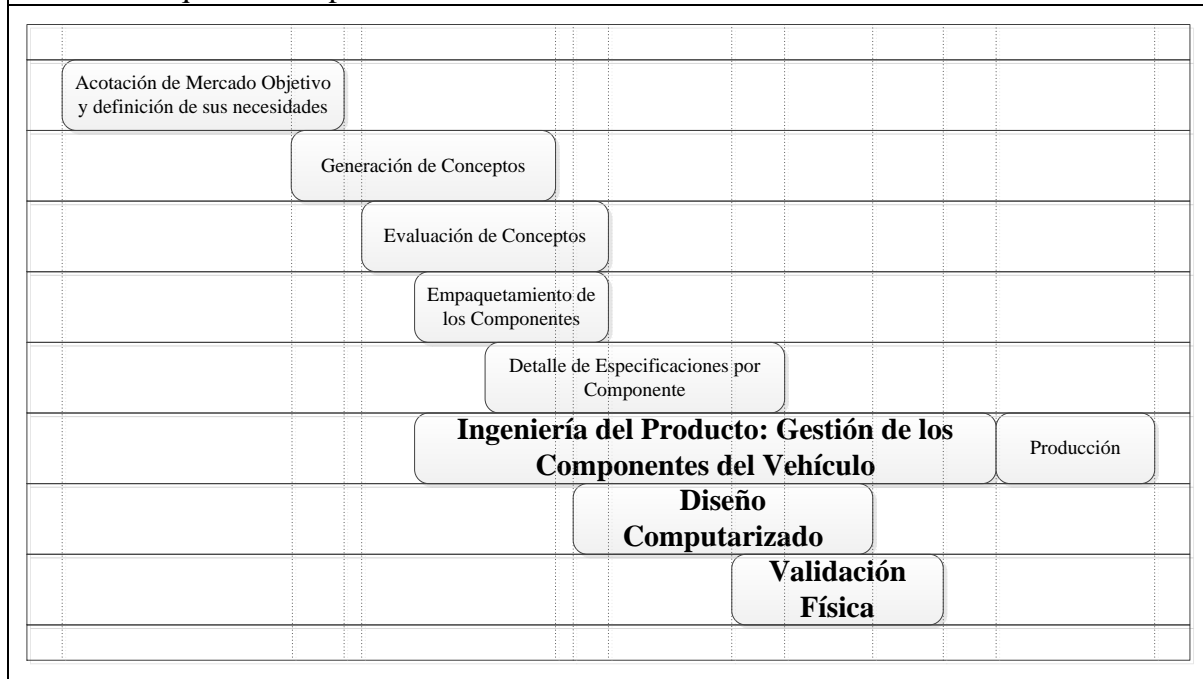 Acotación de Mercado Objetivo
y definición de sus necesidades
Generación de Conceptos
Evaluación de Conceptos
Empaquetamiento de
los Componentes
Detalle de Especificaciones por
Componente
Ingeniería del Producto: Gestión de los
Componentes del Vehículo
Producción
Diseño
Computarizado
Validación
Física